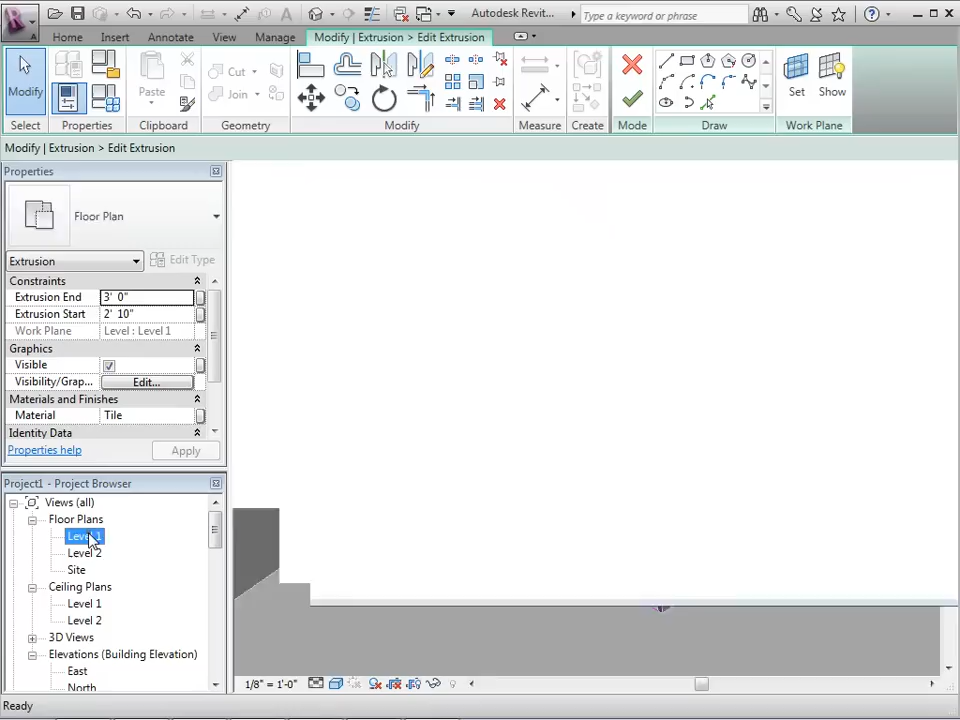 Autodesk Revit...
Type a keyword or phrase
Home Insert Annotate View Manage Modify | Extrusion > Edit Extrusion
Modify Paste Cut Join Set Show
Select Properties Clipboard Geometry Modify Measure Create Mode Draw Work Plane
Modify | Extrusion > Edit Extrusion
Properties
Floor Plan
Extrusion Edit Type
Constraints
Extrusion End 3' 0"
Extrusion Start 2' 10"
Work Plane Level : Level 1
Graphics
Visible
Visibility/Grap... Edit...
Materials and Finishes
Material Tile
Identity Data
Properties help Apply
Project1 - Project Browser
Views (all)
Floor Plans
Level 1
Level 2
Site
Ceiling Plans
Level 1
Level 2
3D Views
Elevations (Building Elevation)
East
North
1/8" = 1'-0"
Ready